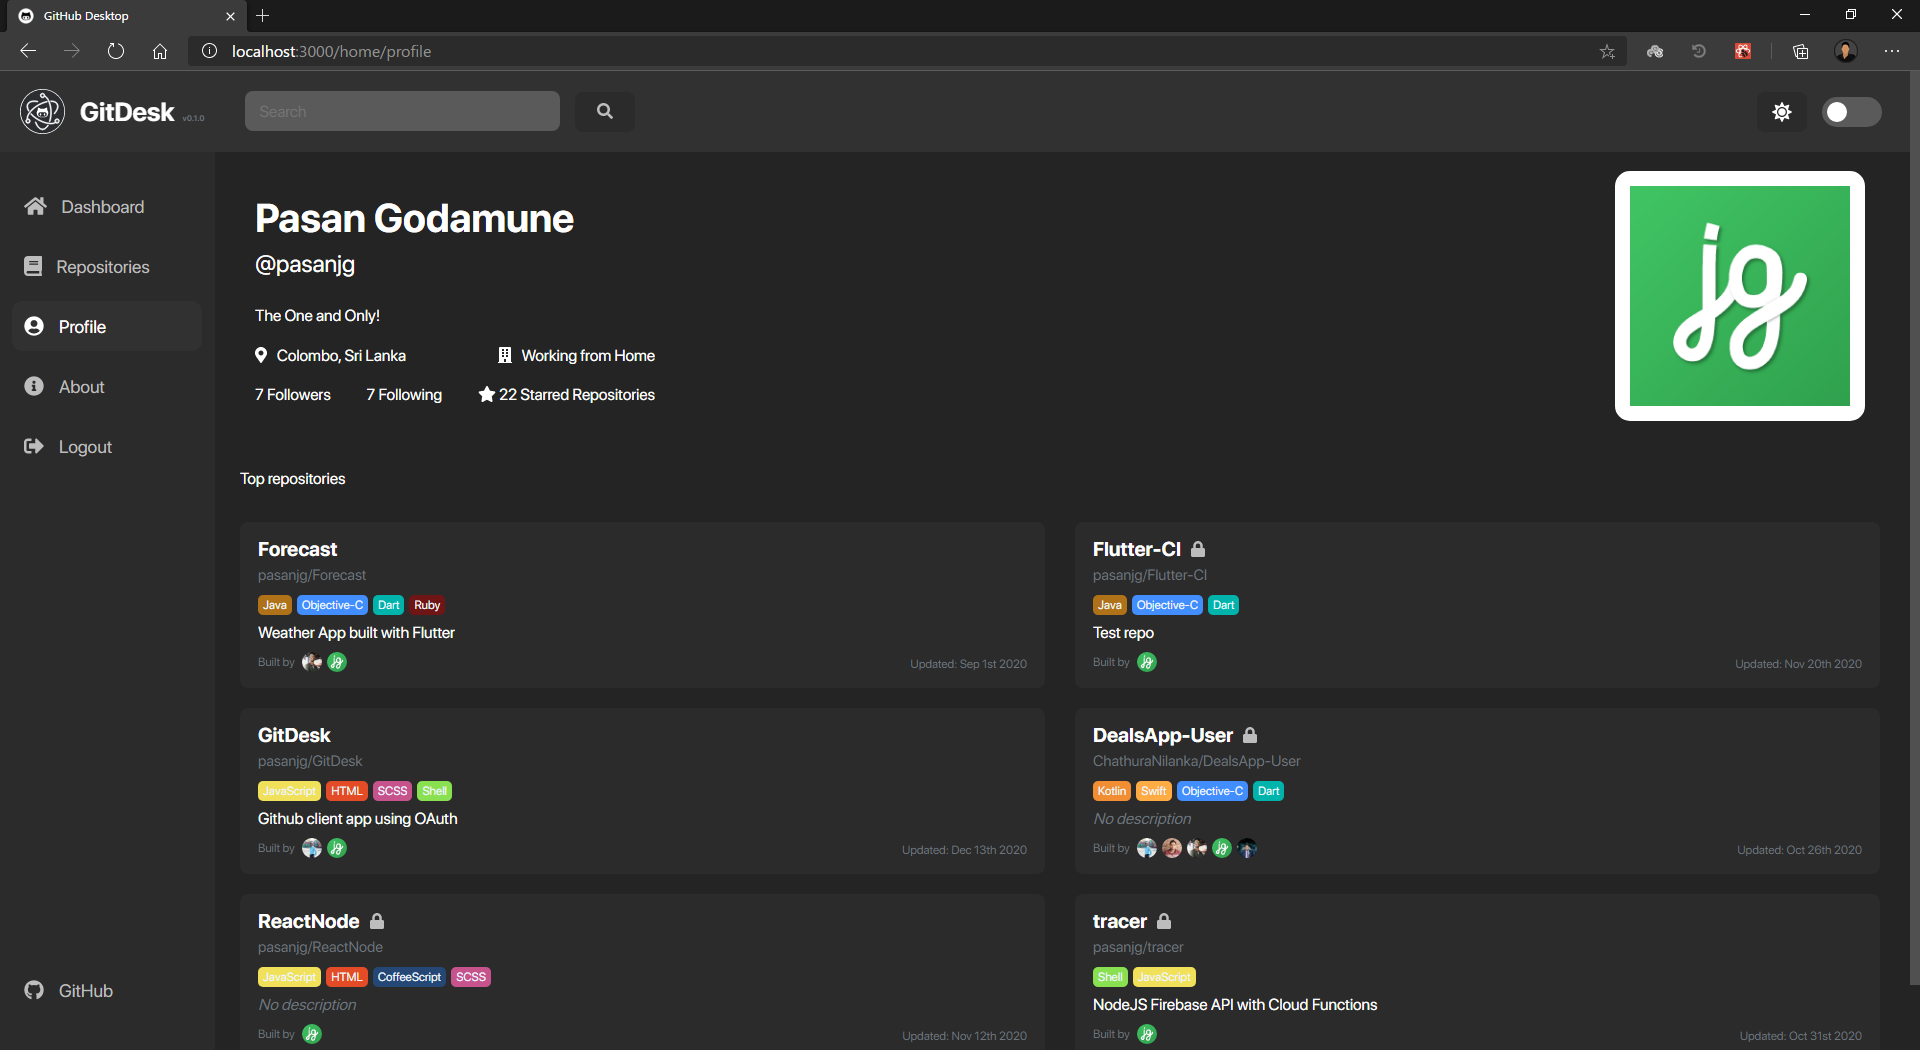 GitHub Desktop
localhost:3000/home/profile
GitDesk v0.1.0
Search
Dashboard
Repositories
Profile
About
Logout
GitHub
Pasan Godamune
@pasanjg
The One and Only!
Colombo, Sri Lanka
Working from Home
7 Followers
7 Following
22 Starred Repositories
jg
Top repositories
Forecast
pasanjg/Forecast
Java Objective-C Dart Ruby
Weather App built with Flutter
Built by jg
Updated: Sep 1st 2020
Flutter-CI
pasanjg/Flutter-CI
Java Objective-C Dart
Test repo
Built by jg
Updated: Nov 20th 2020
GitDesk
pasanjg/GitDesk
JavaScript HTML SCSS Shell
Github client app using OAuth
Built by jg
Updated: Dec 13th 2020
DealsApp-User
ChathuraNilanka/DealsApp-User
Kotlin Swift Objective-C Dart
No description
Built by jg
Updated: Oct 26th 2020
ReactNode
pasanjg/ReactNode
JavaScript HTML CoffeeScript SCSS
No description
Built by jg
Updated: Nov 12th 2020
tracer
pasanjg/tracer
Shell JavaScript
NodeJS Firebase API with Cloud Functions
Built by jg
Updated: Oct 31st 2020